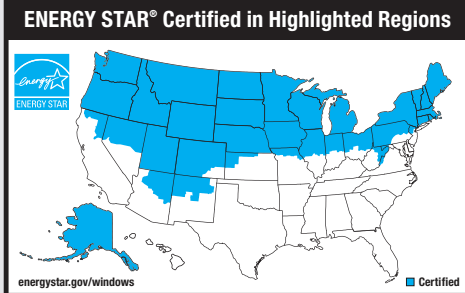 ENERGY STAR® Certified in Highlighted Regions
energy
ENERGY STAR
energystar.gov/windows
Certified